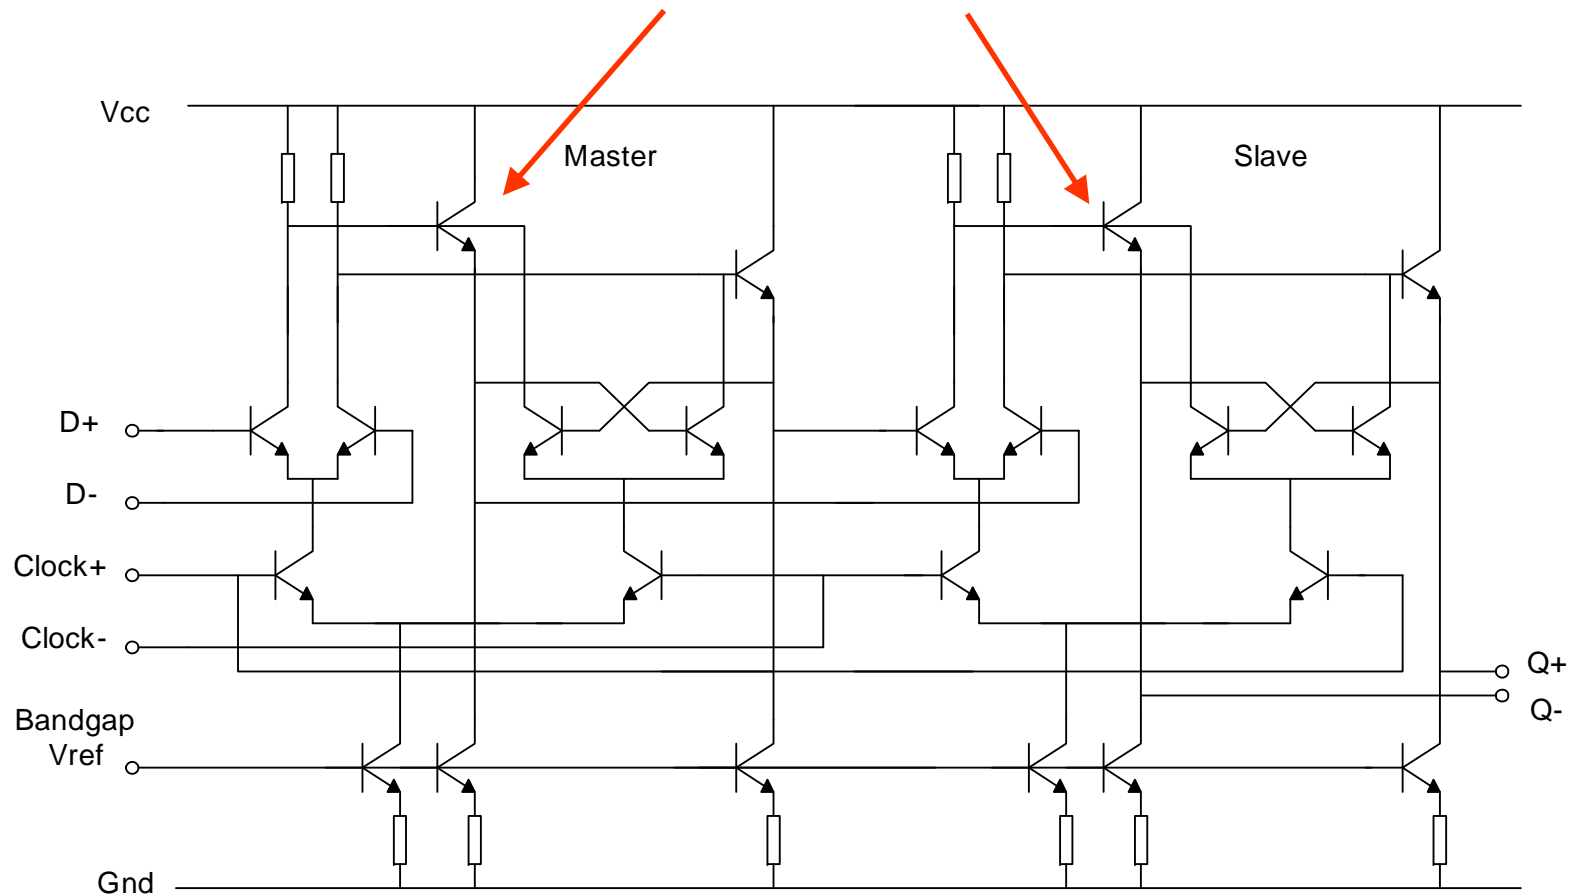 Vcc
Master
Slave
D+
D-
Clock+
Clock-
Q+
Q-
Bandgap
Vref
Gnd